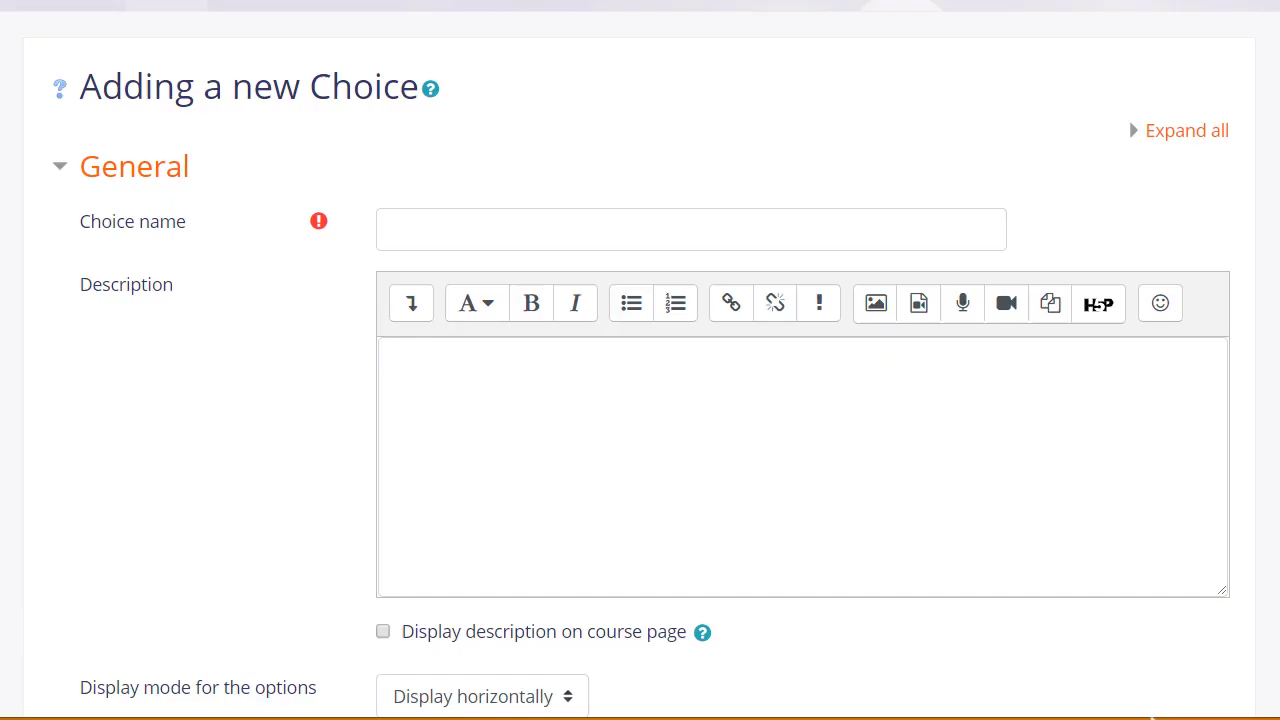 Adding a new Choice
Expand all
General
Choice name
Description
A B I H5P
Display description on course page
Display mode for the options
Display horizontally